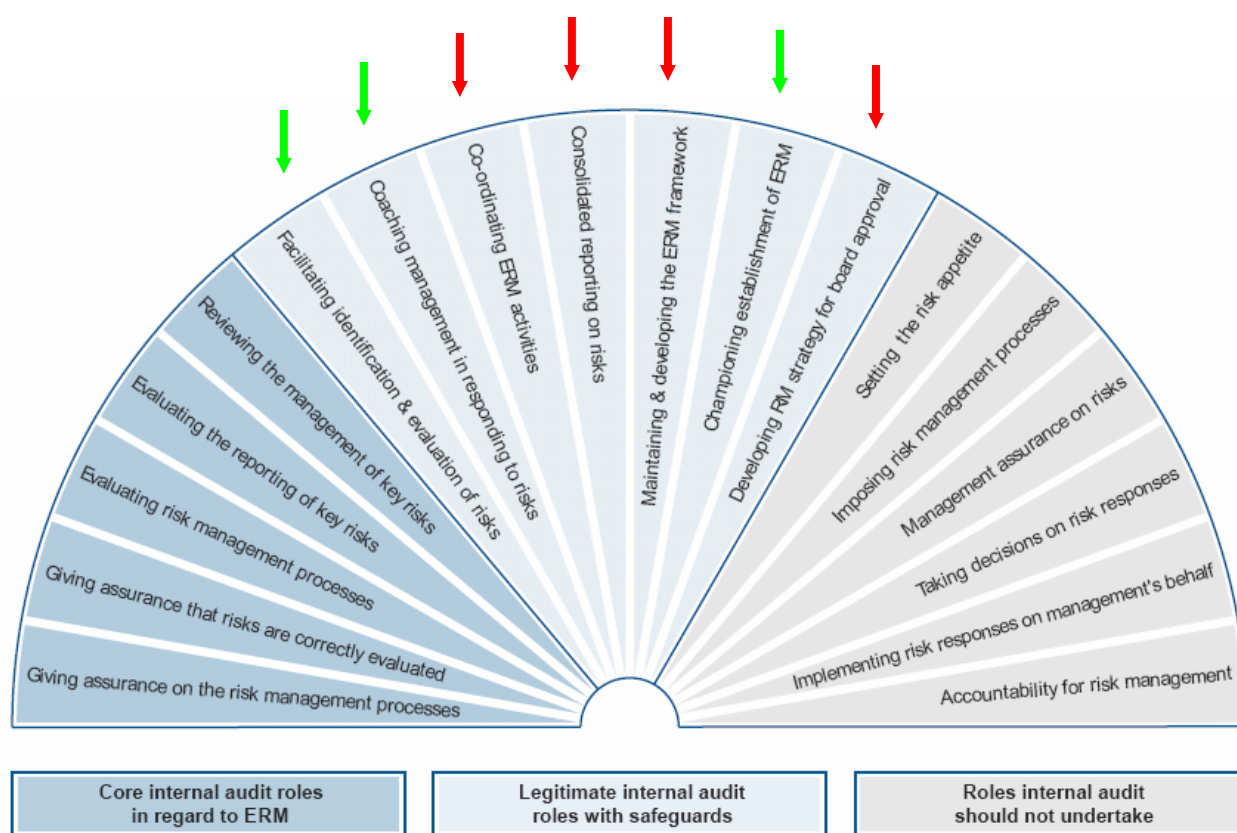 Giving assurance on the risk management processes
Giving assurance that risks are correctly evaluated
Evaluating risk management processes
Evaluating the reporting of key risks
Reviewing the management of key risks
Facilitating identification & evaluation of risks
Coaching management in responding to risks
Co-ordinating ERM activities
Consolidated reporting on risks
Maintaining & developing the ERM framework
Championing establishment of ERM
Developing RM strategy for board approval
Setting the risk appetite
Imposing risk management processes
Management assurance on risks
Taking decisions on risk responses
Implementing risk responses on management's behalf
Accountability for risk management
Core internal audit roles
in regard to ERM
Legitimate internal audit
roles with safeguards
Roles internal audit
should not undertake